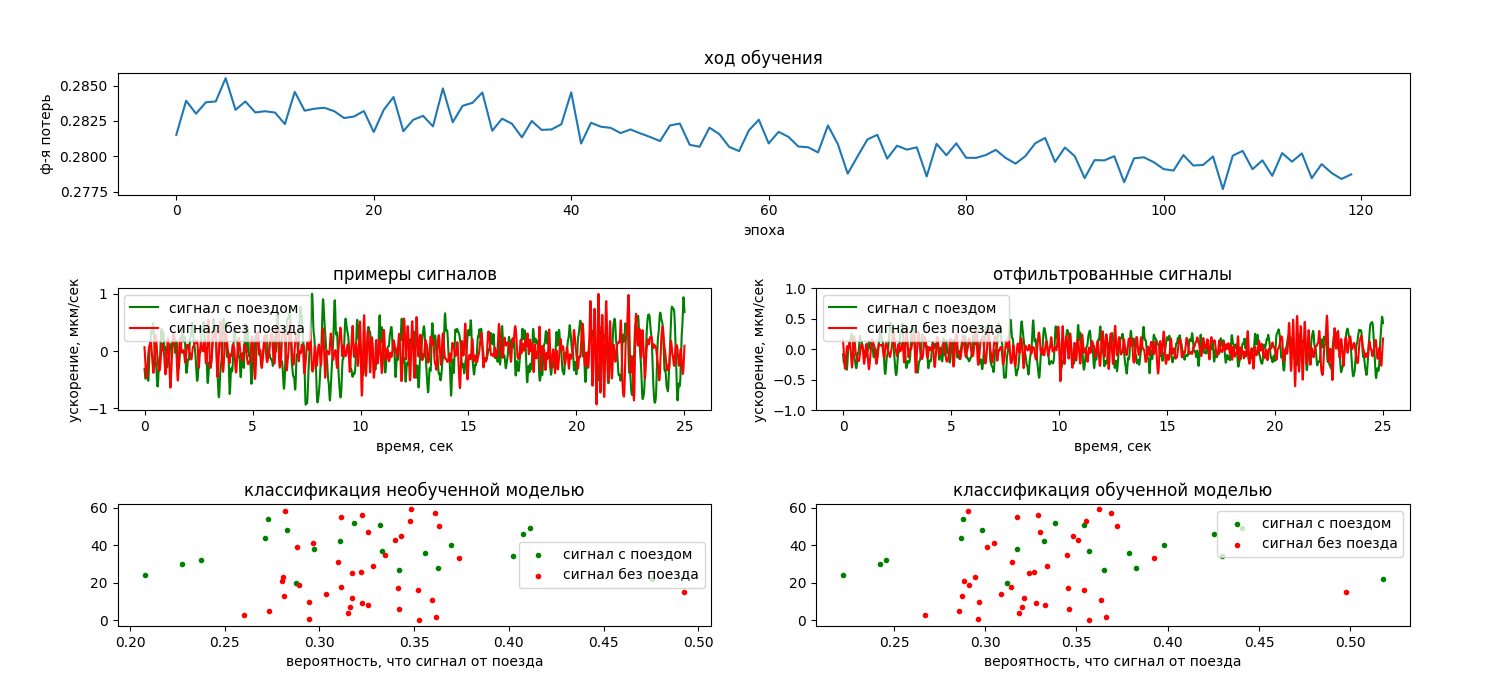 ход обучения
0.2850
0.2825
0.2800
0.2775
ф-я потерь
0 20 40 60 80 100 120
эпоха
примеры сигналов
1
0
−1
ускорение, мкм/сек
сигнал с поездом
сигнал без поезда
0 5 10 15 20 25
время, сек
отфильтрованные сигналы
1.0
0.5
0.0
−0.5
−1.0
ускорение, мкм/сек
сигнал с поездом
сигнал без поезда
0 5 10 15 20 25
время, сек
классификация необученной моделью
60
40
20
0
сигнал с поездом
сигнал без поезда
0.20 0.25 0.30 0.35 0.40 0.45 0.50
вероятность, что сигнал от поезда
классификация обученной моделью
60
40
20
0
сигнал с поездом
сигнал без поезда
0.25 0.30 0.35 0.40 0.45 0.50
вероятность, что сигнал от поезда